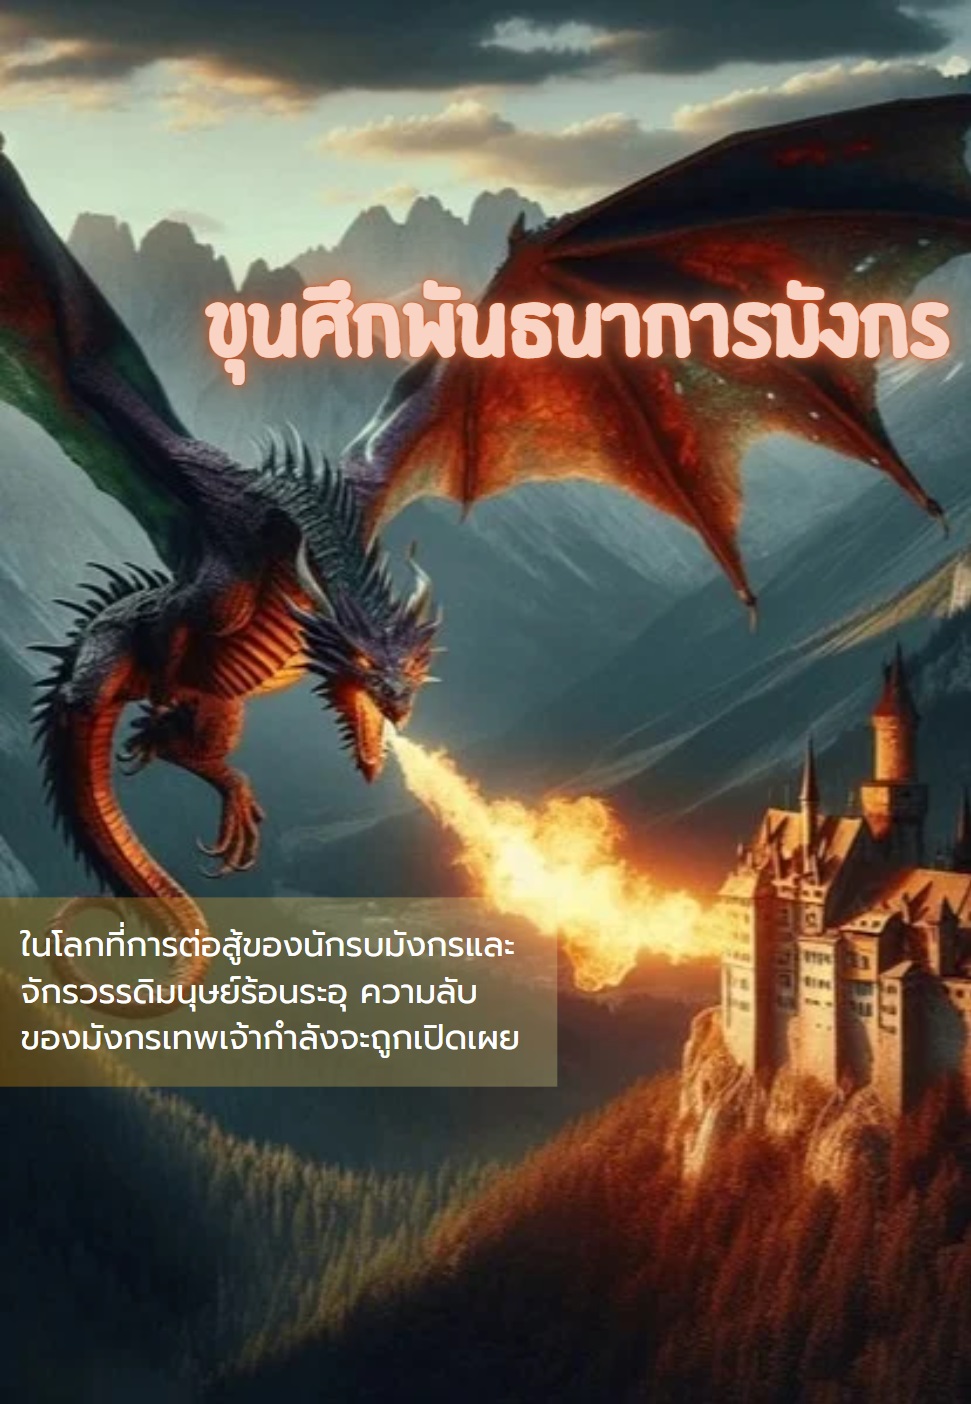 ขุนศึกพันธนาการมังกร
ในโลกที่การต่อสู้ของนักรบมังกรและ
จักรวรรดิมนุษย์ร้อนระอุ ความลับ
ของมังกรเทพเจ้ากำลังจะถูกเปิดเผย